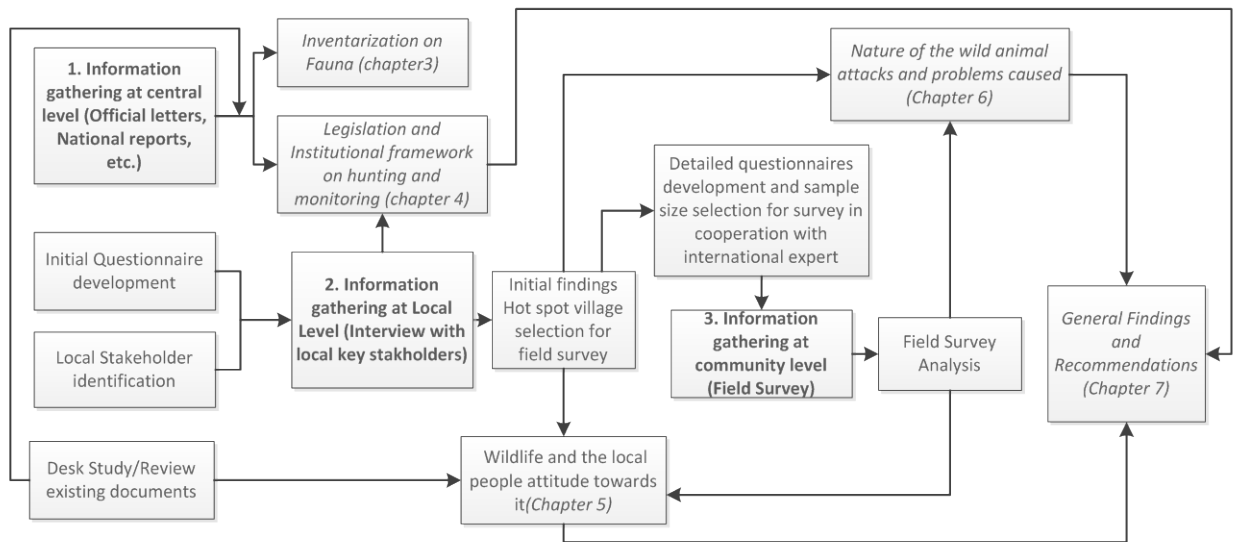 1. Information
gathering at central
level (Official letters,
National reports,
etc.)
Inventarization on
Fauna (chapter3)
Legislation and
Institutional framework
on hunting and
monitoring (chapter 4)
Initial Questionnaire
development
Local Stakeholder
identification
Desk Study/Review
existing documents
2. Information
gathering at Local
Level (Interview with
local key stakholders)
Initial findings
Hot spot village
selection for
field survey
Wildlife and the local
people attitude towards
it(Chapter 5)
Detailed questionnaires
development and sample
size selection for survey in
cooperation with
international expert
3. Information
gathering at
community level
(Field Survey)
Field Survey
Analysis
Nature of the wild animal
attacks and problems caused
(Chapter 6)
General Findings
and
Recommendations
(Chapter 7)